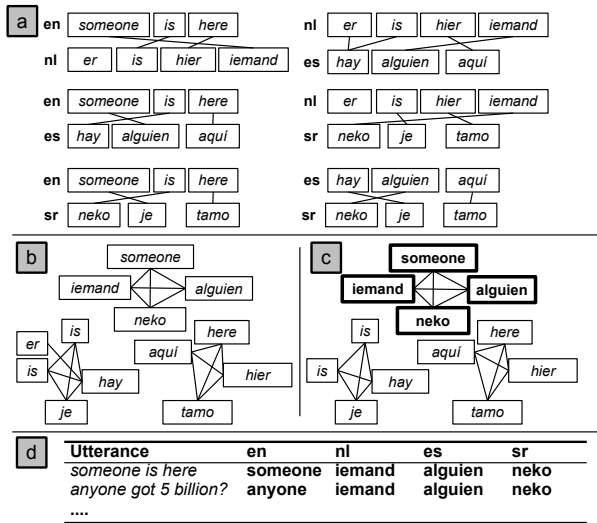 a
en someone is here
nl er is hier iemand
nl er is hier iemand
es hay alguien aquí
en someone is here
es hay alguien aquí
nl er is hier iemand
sr neko je tamo
en someone is here
sr neko je tamo
es hay alguien aquí
sr neko je tamo
b
someone
iemand alguien
neko
is here
er aquí
is hay hier
je tamo
c
someone
iemand alguien
neko
is here
aquí
is hay hier
je tamo
d
Utterance en nl es sr
someone is here someone iemand alguien neko
anyone got 5 billion? anyone iemand alguien neko
....